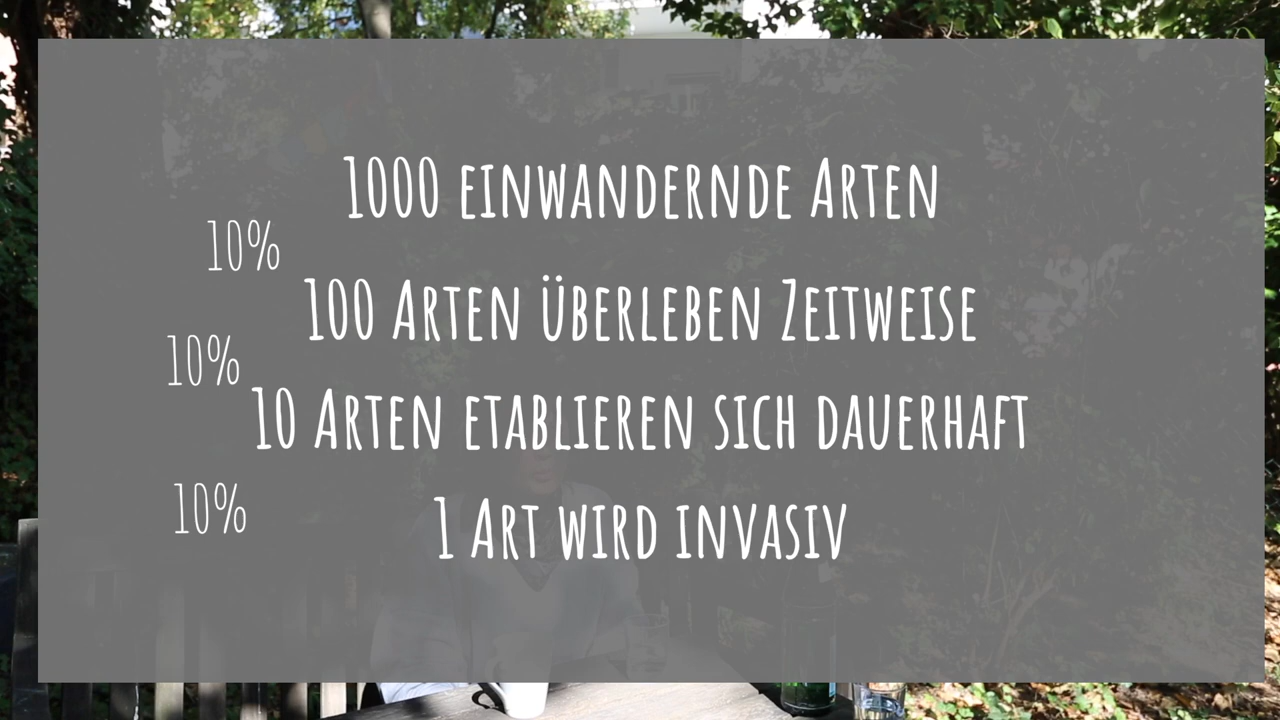 1000 einwandernde Arten
10%
100 Arten überleben Zeitweise
10%
10 Arten etablieren sich dauerhaft
10%
1 Art wird invasiv